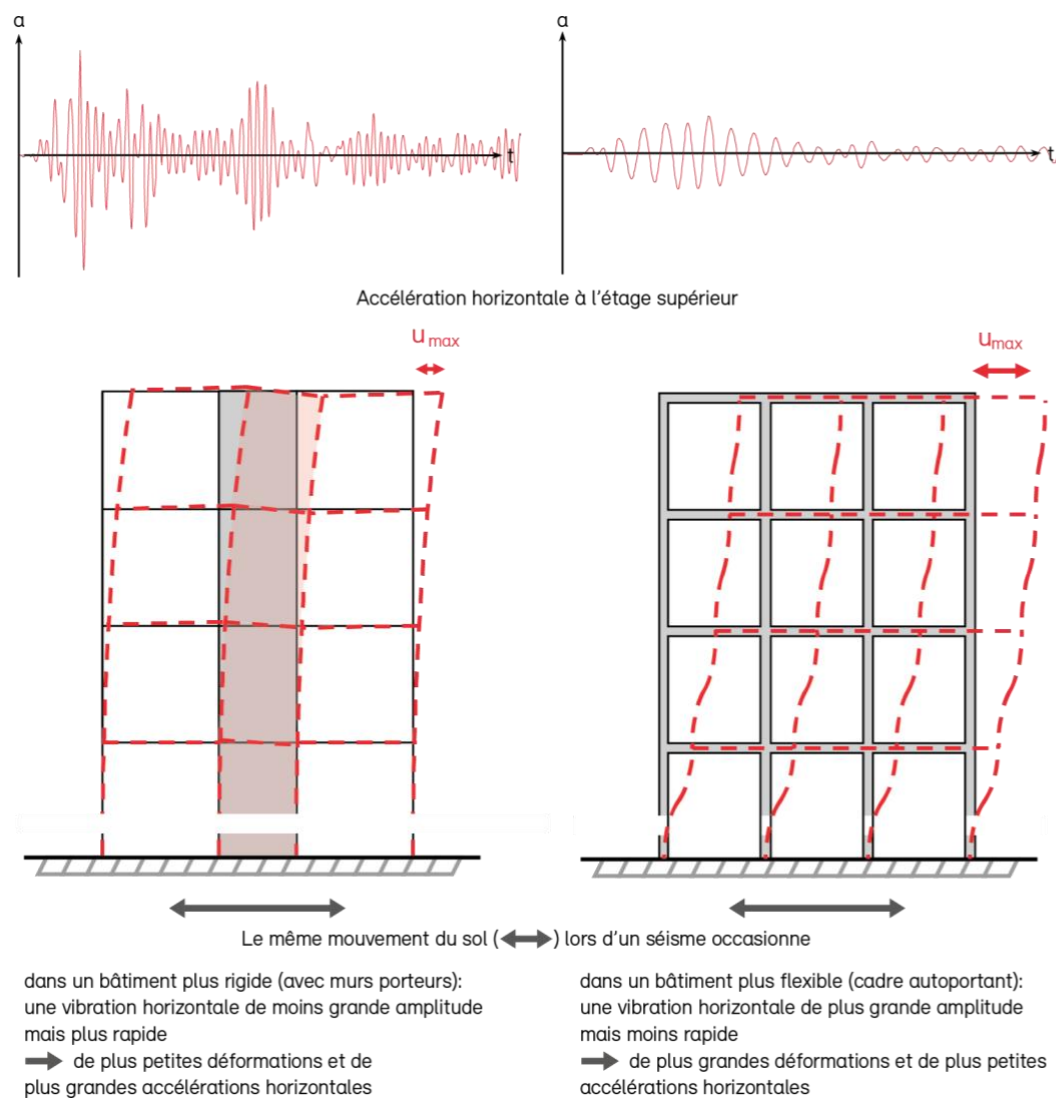 a
a
t
t
Accélération horizontale à l'étage supérieur
umax
umax
Le même mouvement du sol (⟷) lors d'un séisme occasionne
dans un bâtiment plus rigide (avec murs porteurs):
une vibration horizontale de moins grande amplitude
mais plus rapide
→ de plus petites déformations et de
plus grandes accélérations horizontales
dans un bâtiment plus flexible (cadre autoportant):
une vibration horizontale de plus grande amplitude
mais moins rapide
→ de plus grandes déformations et de plus petites
accélérations horizontales